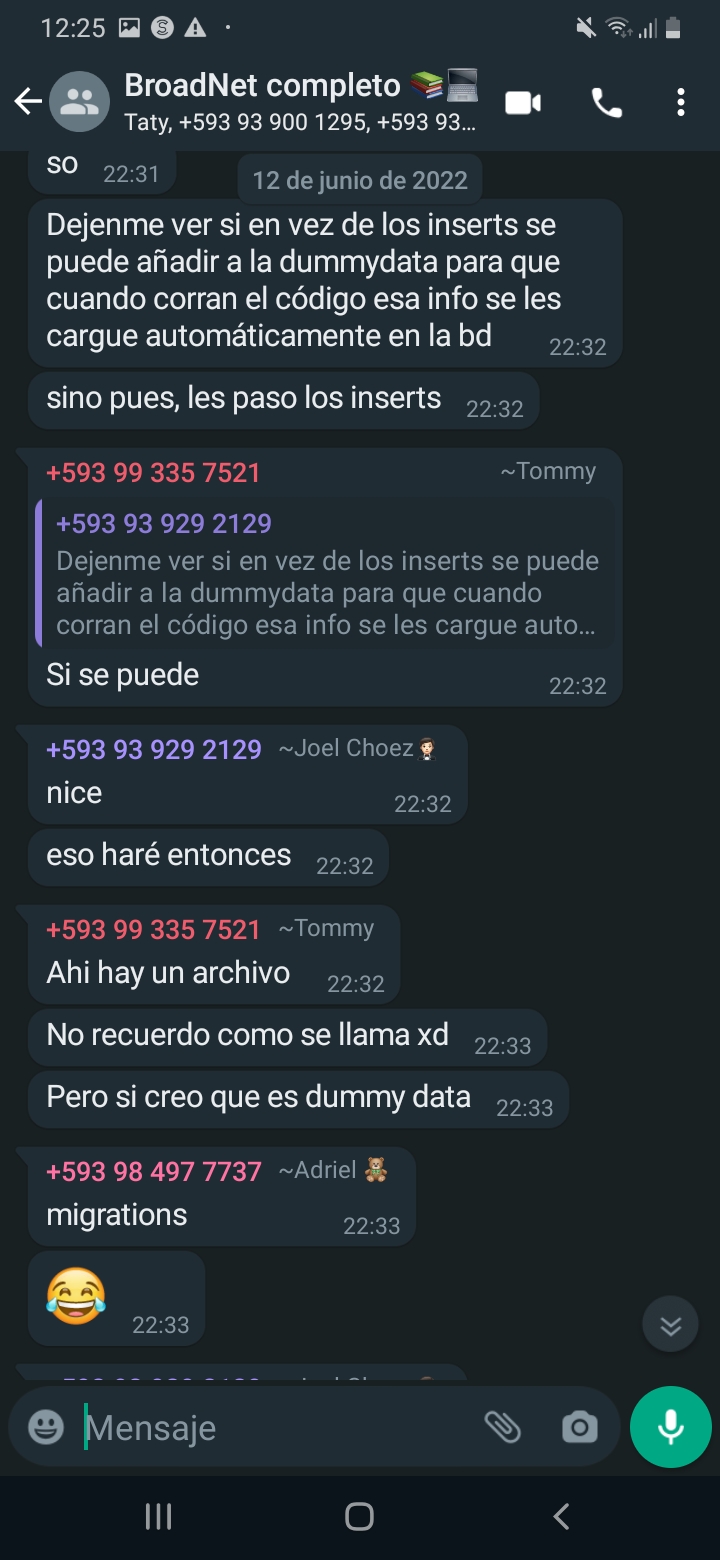 12:25
BroadNet completo 📚💻
Taty, +593 93 900 1295, +593 93...
so 22:31
12 de junio de 2022
Dejenme ver si en vez de los inserts se
puede añadir a la dummydata para que
cuando corran el código esa info se les
cargue automáticamente en la bd 22:32
sino pues, les paso los inserts 22:32
+593 99 335 7521 ~Tommy
+593 93 929 2129
Dejenme ver si en vez de los inserts se puede
añadir a la dummydata para que cuando
corran el código esa info se les cargue auto...
Si se puede 22:32
+593 93 929 2129 ~Joel Choez🤵🏻
nice 22:32
eso haré entonces 22:32
+593 99 335 7521 ~Tommy
Ahi hay un archivo 22:32
No recuerdo como se llama xd 22:33
Pero si creo que es dummy data 22:33
+593 98 497 7737 ~Adriel 🧸
migrations 22:33
😂 22:33
Mensaje